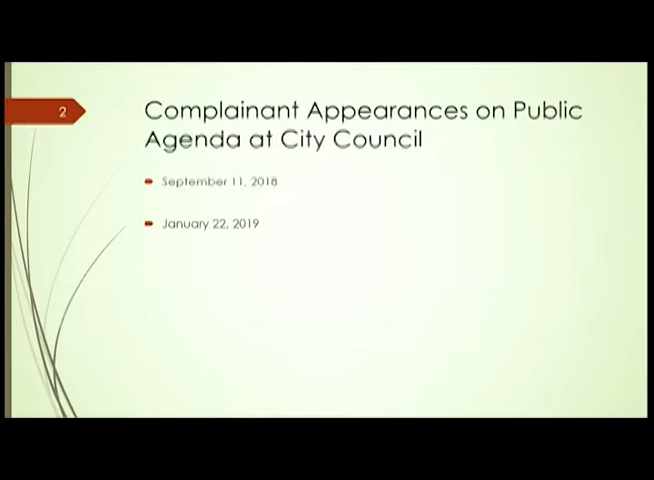 2
Complainant Appearances on Public
Agenda at City Council
September 11, 2018
January 22, 2019